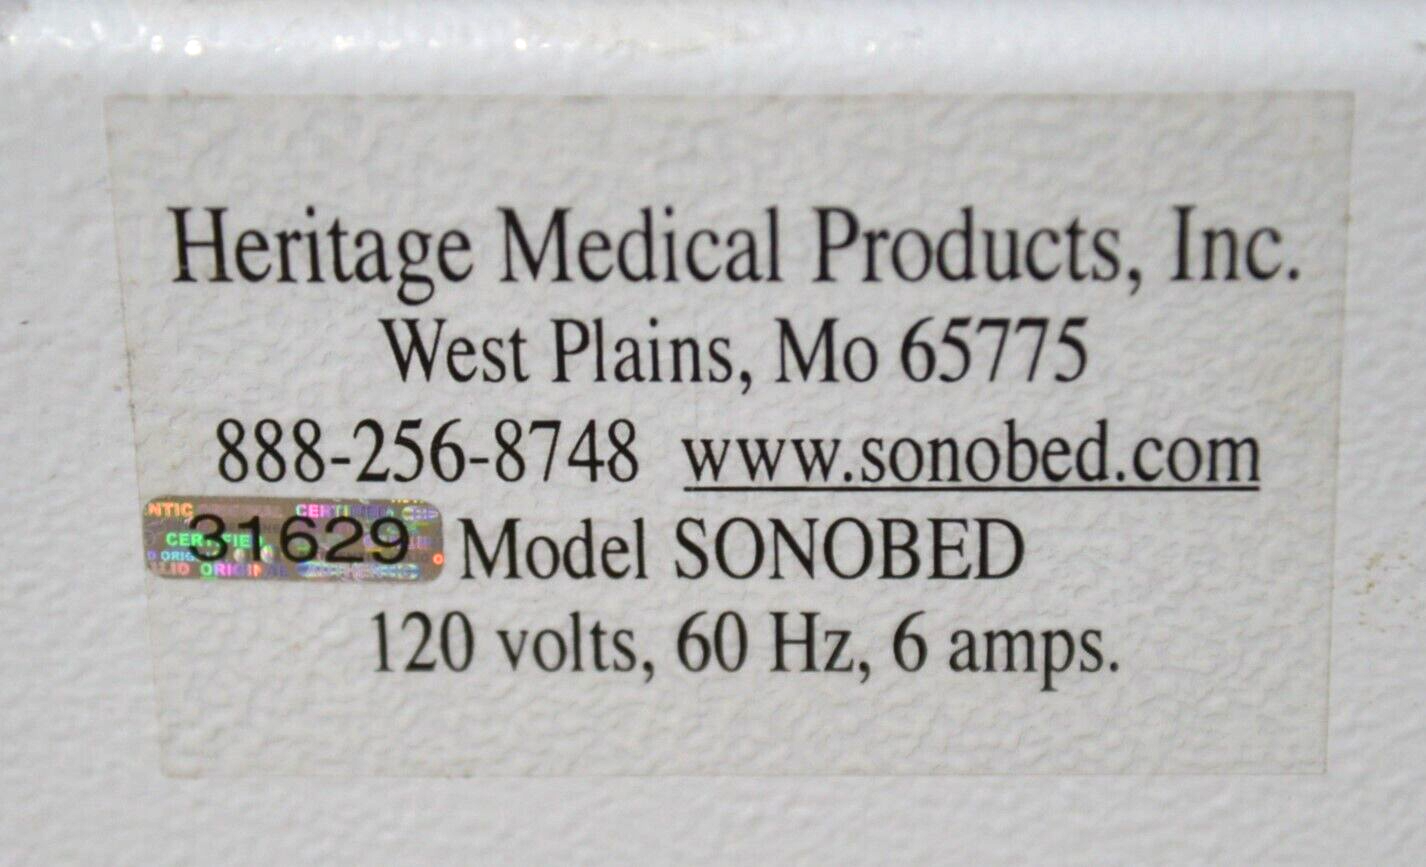 Heritage Medical Products, Inc.
West Plains, Mo 65775
888-256-8748 www.sonobed.com
31629 Model SONOBED
120 volts, 60 Hz, 6 amps.